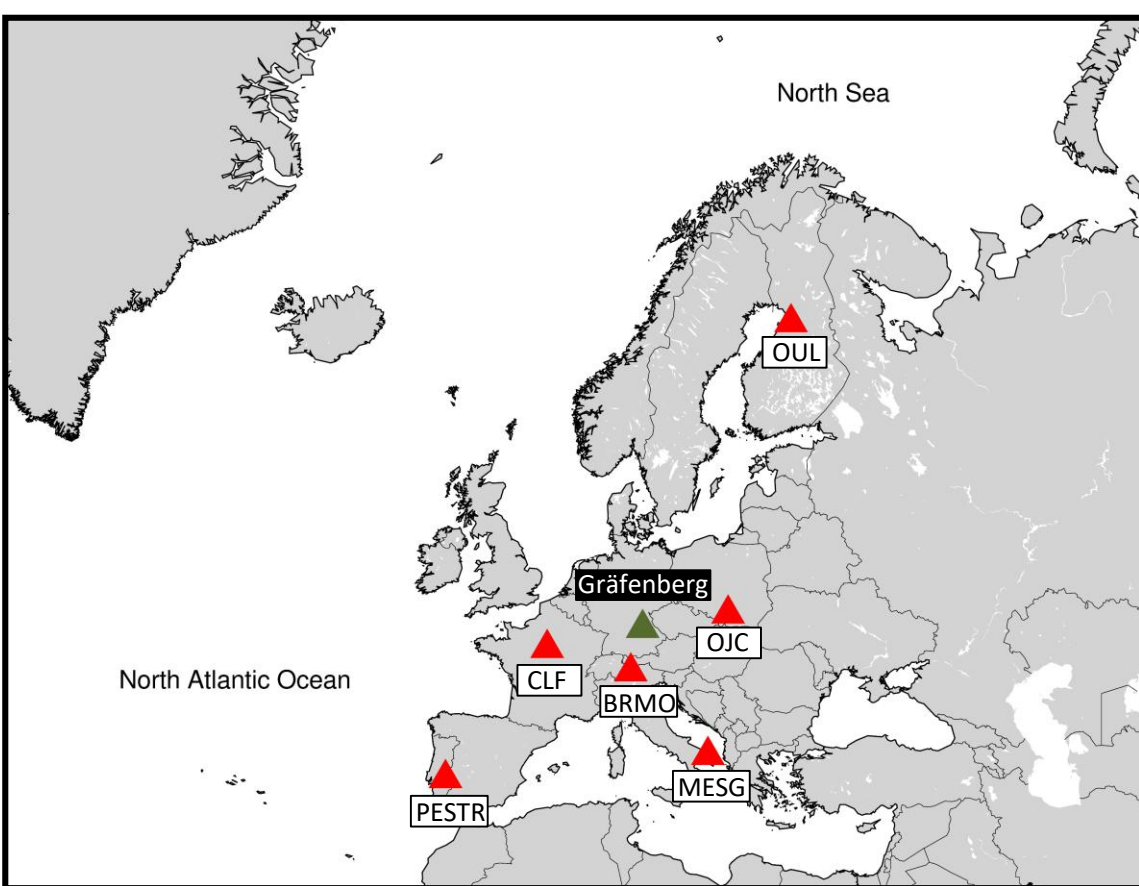 North Sea
OUL
Gräfenberg
OJC
CLF
North Atlantic Ocean
BRMO
MESG
PESTR